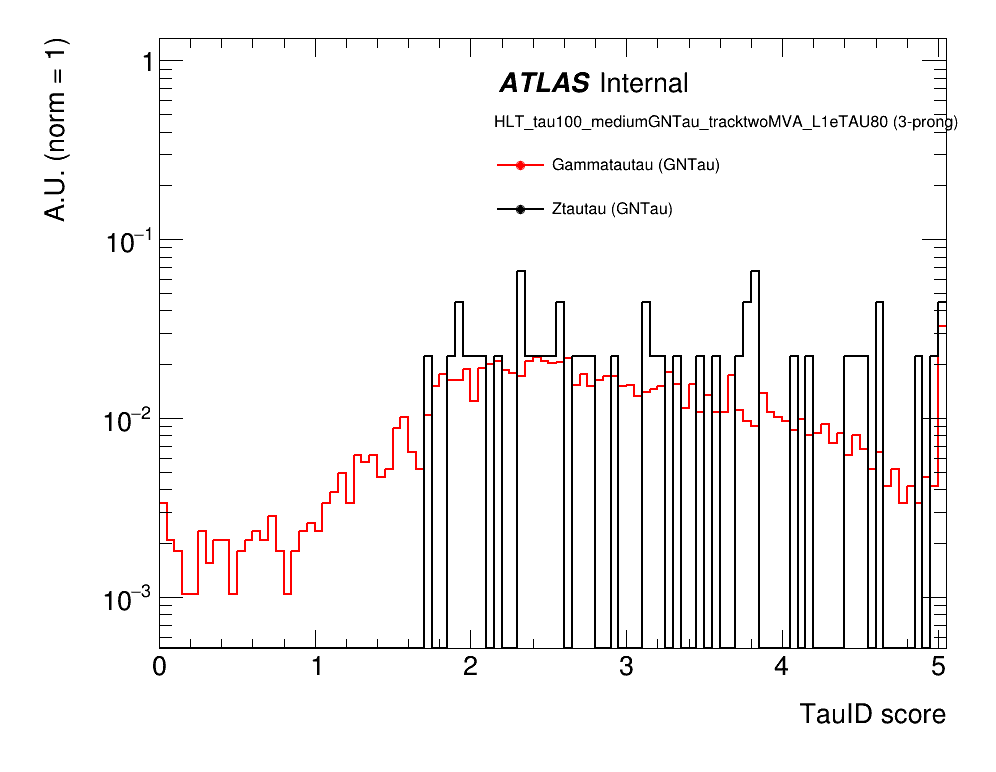 A.U. (norm = 1)
ATLAS Internal
HLT_tau100_mediumGNTau_tracktwoMVA_L1eTAU80 (3-prong)
Gammatautau (GNTau)
Ztautau (GNTau)
1
10−1
10−2
10−3
0 1 2 3 4 5
TauID score